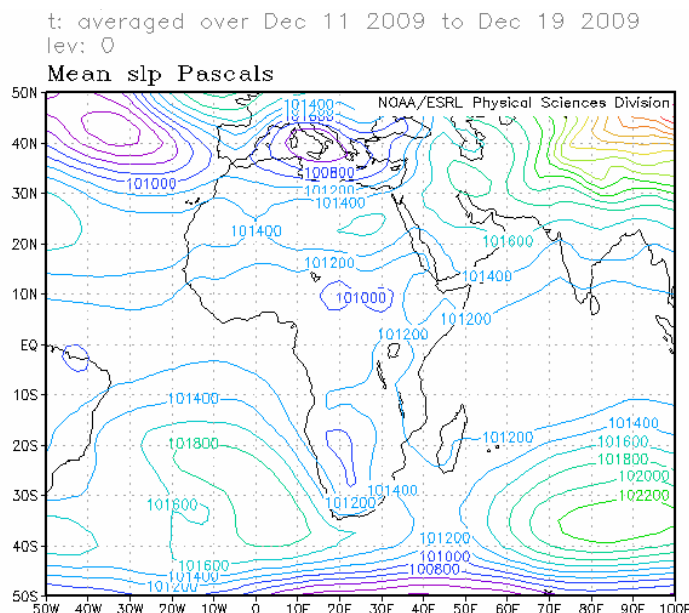 t: averaged over Dec 11 2009 to Dec 19 2009
lev: 0
Mean slp Pascals
NOAA/ESRL Physical Sciences Division
50N
101400
101200
40N
101000
100800
101200
30N
101400
101600
20N
101400
101200
101400
10N
101000
101200
101200
EQ
10S
101400
101400
20S
101800
101200
101600
101800
30S
101600
101400
102000
101200
102200
101200
40S
101600
101000
101400
100800
101200
50S
50W 40W 30W 20W 10W 0 10E 20E 30E 40E 50E 60E 70E 80E 90E 100E